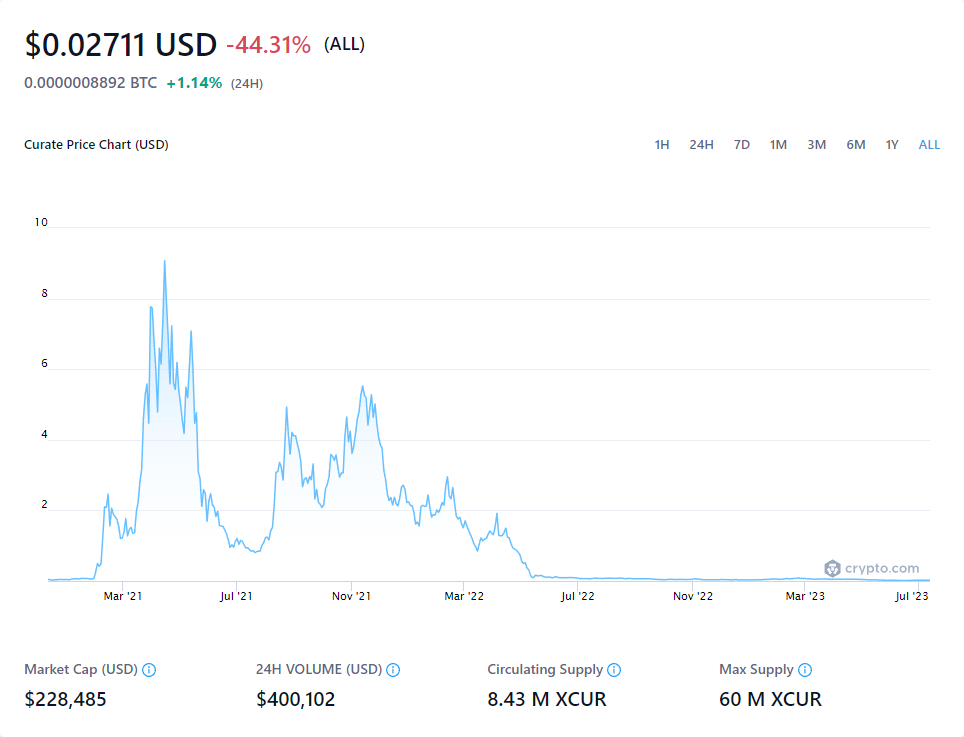 $0.02711 USD -44.31% (ALL)
0.0000008892 BTC +1.14% (24H)
Curate Price Chart (USD) 1H 24H 7D 1M 3M 6M 1Y ALL
10
8
6
4
2
crypto.com
Mar '21 Jul '21 Nov '21 Mar '22 Jul '22 Nov '22 Mar '23 Jul '23
Market Cap (USD) 24H VOLUME (USD) Circulating Supply Max Supply
$228,485 $400,102 8.43 M XCUR 60 M XCUR